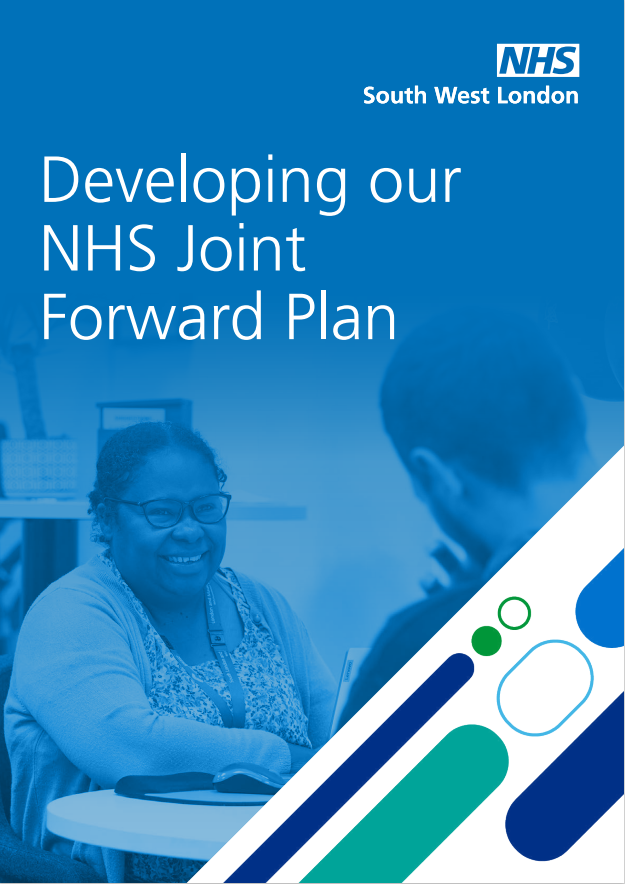 NHS
South West London
Developing our
NHS Joint
Forward Plan